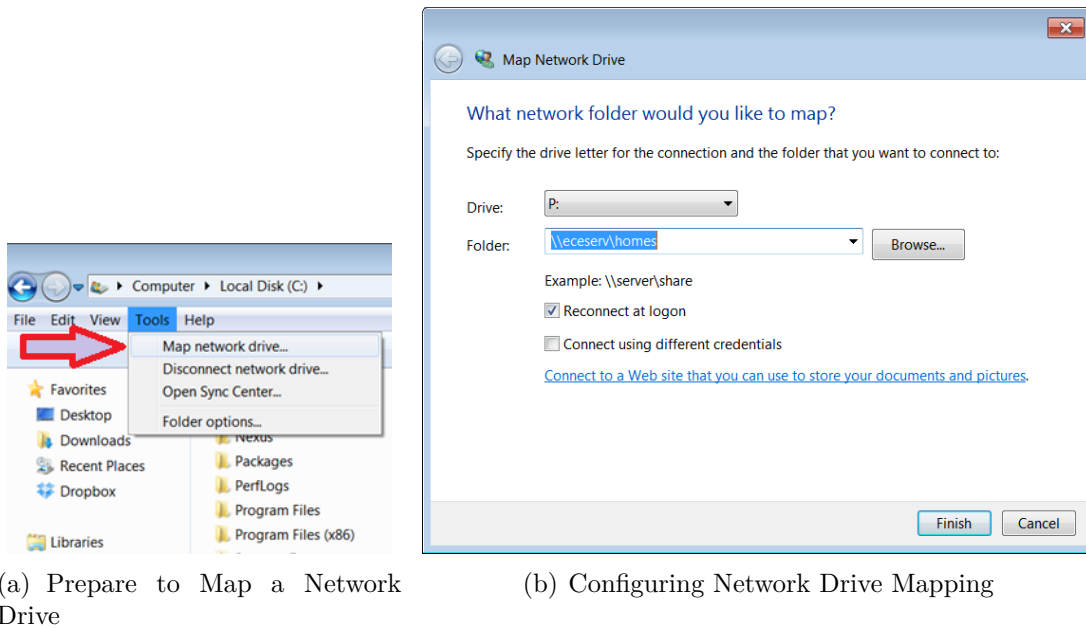 Computer Local Disk (C:)
File Edit View Tools Help
Map network drive...
Disconnect network drive...
Open Sync Center...
Folder options...
Favorites
Desktop
Downloads
Recent Places
Dropbox
Libraries
Nexus
Packages
PerfLogs
Program Files
Program Files (x86)
(a) Prepare to Map a Network
Drive
Map Network Drive
What network folder would you like to map?
Specify the drive letter for the connection and the folder that you want to connect to:
Drive: P:
Folder: \\eceserv\homes Browse...
Example: \\server\share
Reconnect at logon
Connect using different credentials
Connect to a Web site that you can use to store your documents and pictures.
Finish Cancel
(b) Configuring Network Drive Mapping